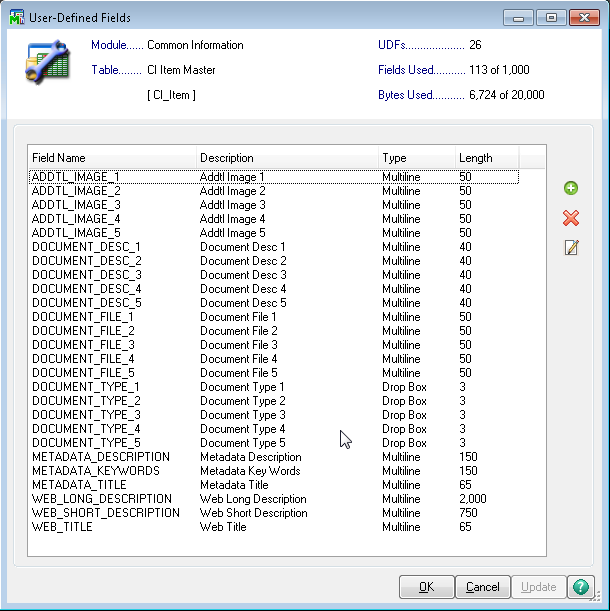 User-Defined Fields
Module...... Common Information UDFs.................... 26
Table........ CI Item Master Fields Used........ 113 of 1,000
[ CI_Item ] Bytes Used........... 6,724 of 20,000
Field Name Description Type Length
ADDTL_IMAGE_1 Addtl Image 1 Multiline 50
ADDTL_IMAGE_2 Addtl Image 2 Multiline 50
ADDTL_IMAGE_3 Addtl Image 3 Multiline 50
ADDTL_IMAGE_4 Addtl Image 4 Multiline 50
ADDTL_IMAGE_5 Addtl Image 5 Multiline 50
DOCUMENT_DESC_1 Document Desc 1 Multiline 40
DOCUMENT_DESC_2 Document Desc 2 Multiline 40
DOCUMENT_DESC_3 Document Desc 3 Multiline 40
DOCUMENT_DESC_4 Document Desc 4 Multiline 40
DOCUMENT_DESC_5 Document Desc 5 Multiline 40
DOCUMENT_FILE_1 Document File 1 Multiline 50
DOCUMENT_FILE_2 Document File 2 Multiline 50
DOCUMENT_FILE_3 Document File 3 Multiline 50
DOCUMENT_FILE_4 Document File 4 Multiline 50
DOCUMENT_FILE_5 Document File 5 Multiline 50
DOCUMENT_TYPE_1 Document Type 1 Drop Box 3
DOCUMENT_TYPE_2 Document Type 2 Drop Box 3
DOCUMENT_TYPE_3 Document Type 3 Drop Box 3
DOCUMENT_TYPE_4 Document Type 4 Drop Box 3
DOCUMENT_TYPE_5 Document Type 5 Drop Box 3
METADATA_DESCRIPTION Metadata Description Multiline 150
METADATA_KEYWORDS Metadata Key Words Multiline 150
METADATA_TITLE Metadata Title Multiline 65
WEB_LONG_DESCRIPTION Web Long Description Multiline 2,000
WEB_SHORT_DESCRIPTION Web Short Description Multiline 750
WEB_TITLE Web Title Multiline 65
OK Cancel Update ?